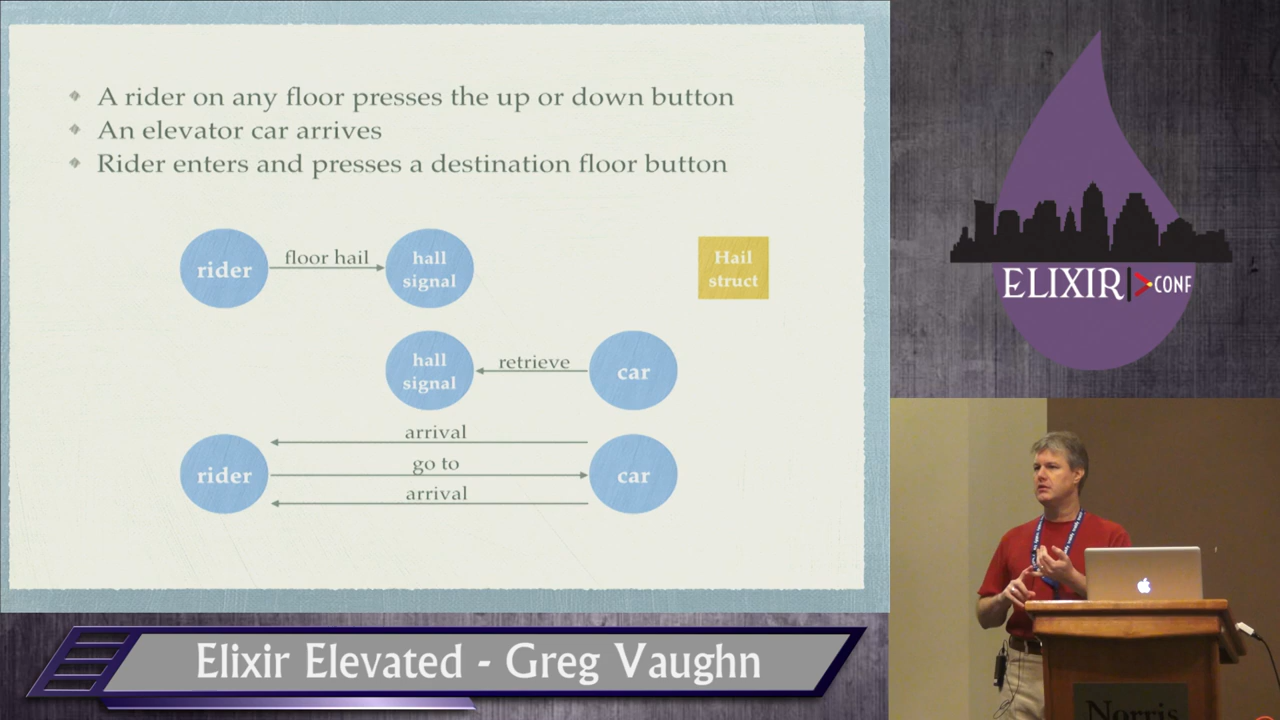 A rider on any floor presses the up or down button
An elevator car arrives
Rider enters and presses a destination floor button
rider
floor hail
hall
signal
Hail
struct
hall
signal
retrieve
car
rider
arrival
go to
arrival
car
ELIXIR
CONF
Norris
Elixir Elevated - Greg Vaughn